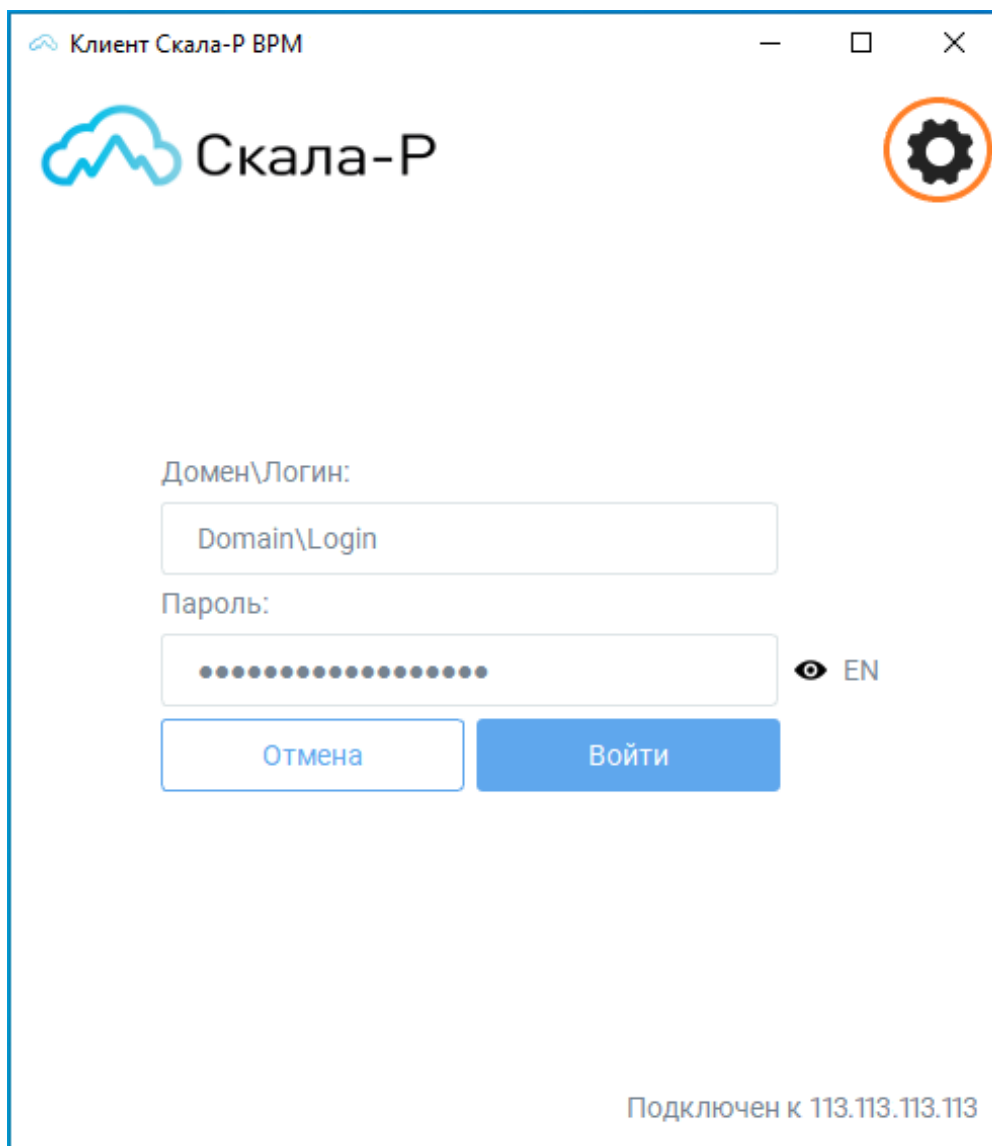 Клиент Скала-Р ВРМ
Скала-Р
Домен\Логин:
Domain\Login
Пароль:
••••••••••••••••••
EN
Отмена
Войти
Подключен к 113.113.113.113